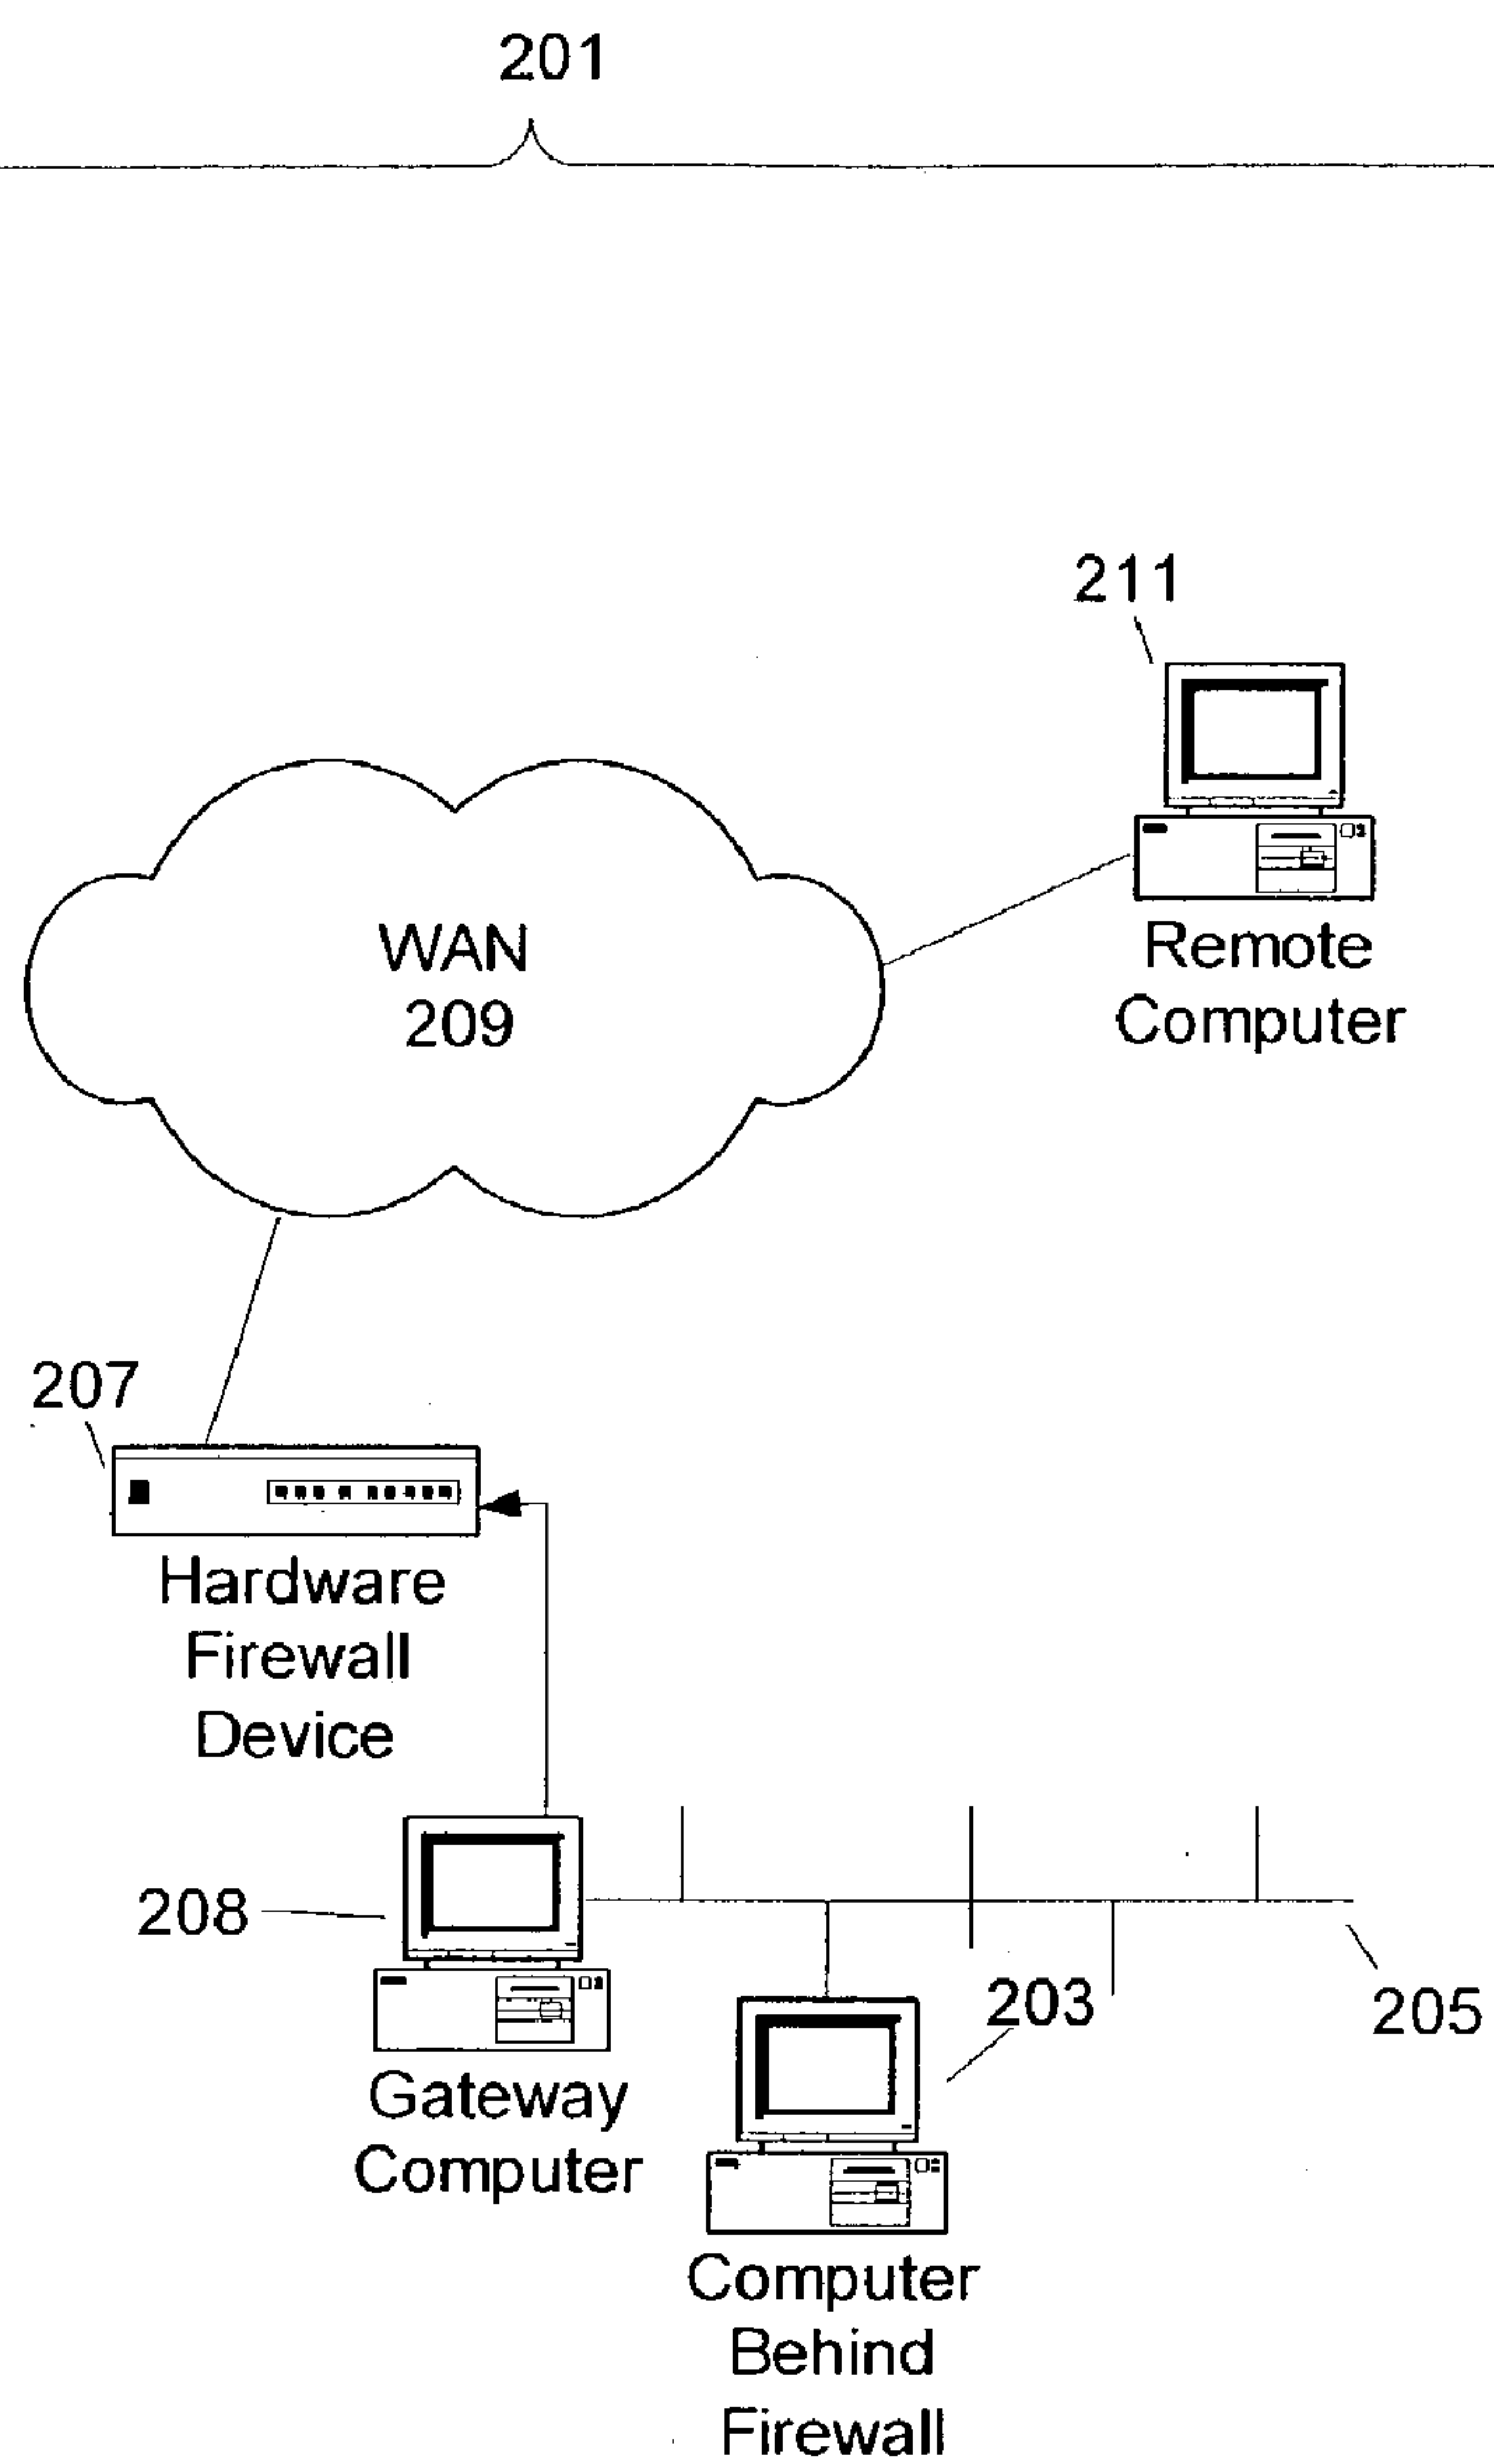 201
211
WAN
209
Remote
Computer
207
Hardware
Firewall
Device
208
203
205
Gateway
Computer
Computer
Behind
Firewall